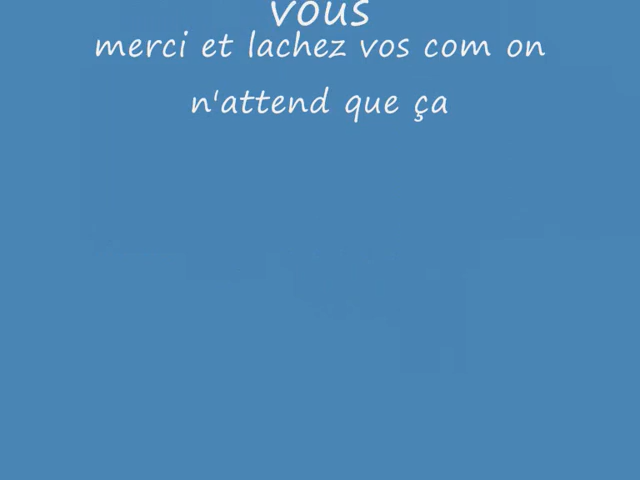 vous
merci et lachez vos com on
n'attend que ça